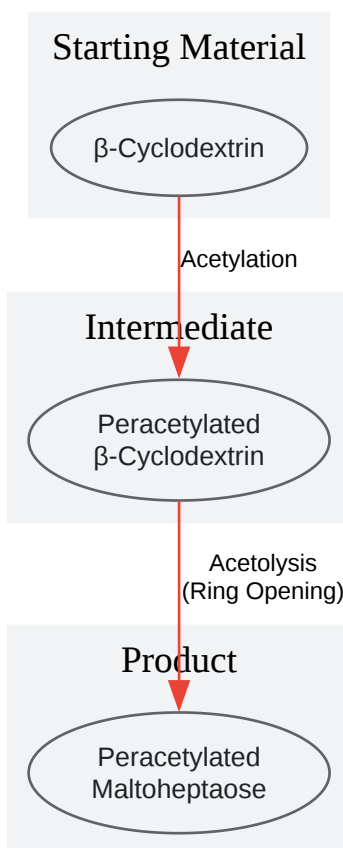 Starting Material
β-Cyclodextrin
Acetylation
Intermediate
Peracetylated
β-Cyclodextrin
Acetolysis
(Ring Opening)
Product
Peracetylated
Maltoheptaose